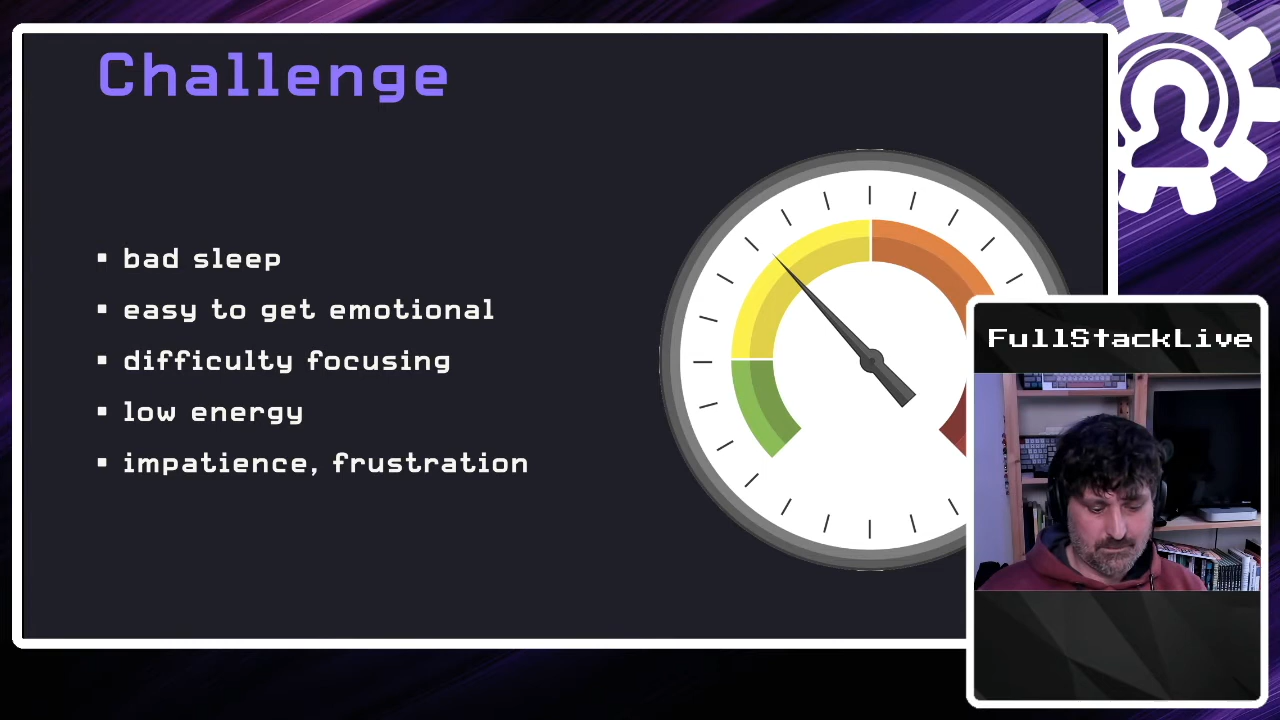 Challenge
bad sleep
easy to get emotional
difficulty focusing
low energy
impatience, frustration
FullStackLive